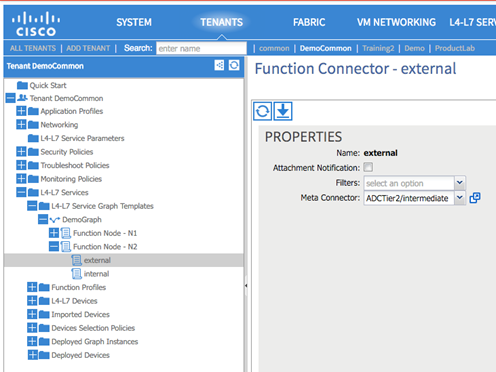 CISCO
SYSTEM TENANTS FABRIC VM NETWORKING L4-L7 SERV
ALL TENANTS | ADD TENANT | Search: enter name | common | DemoCommon | Training2 | Demo | ProductLab
Tenant DemoCommon
Quick Start
Tenant DemoCommon
Application Profiles
Networking
L4-L7 Service Parameters
Security Policies
Troubleshoot Policies
Monitoring Policies
L4-L7 Services
L4-L7 Service Graph Templates
DemoGraph
Function Node - N1
Function Node - N2
external
internal
Function Profiles
L4-L7 Devices
Imported Devices
Devices Selection Policies
Deployed Graph Instances
Deployed Devices
Function Connector - external
PROPERTIES
Name: external
Attachment Notification:
Filters: select an option
Meta Connector: ADCTier2/intermediate